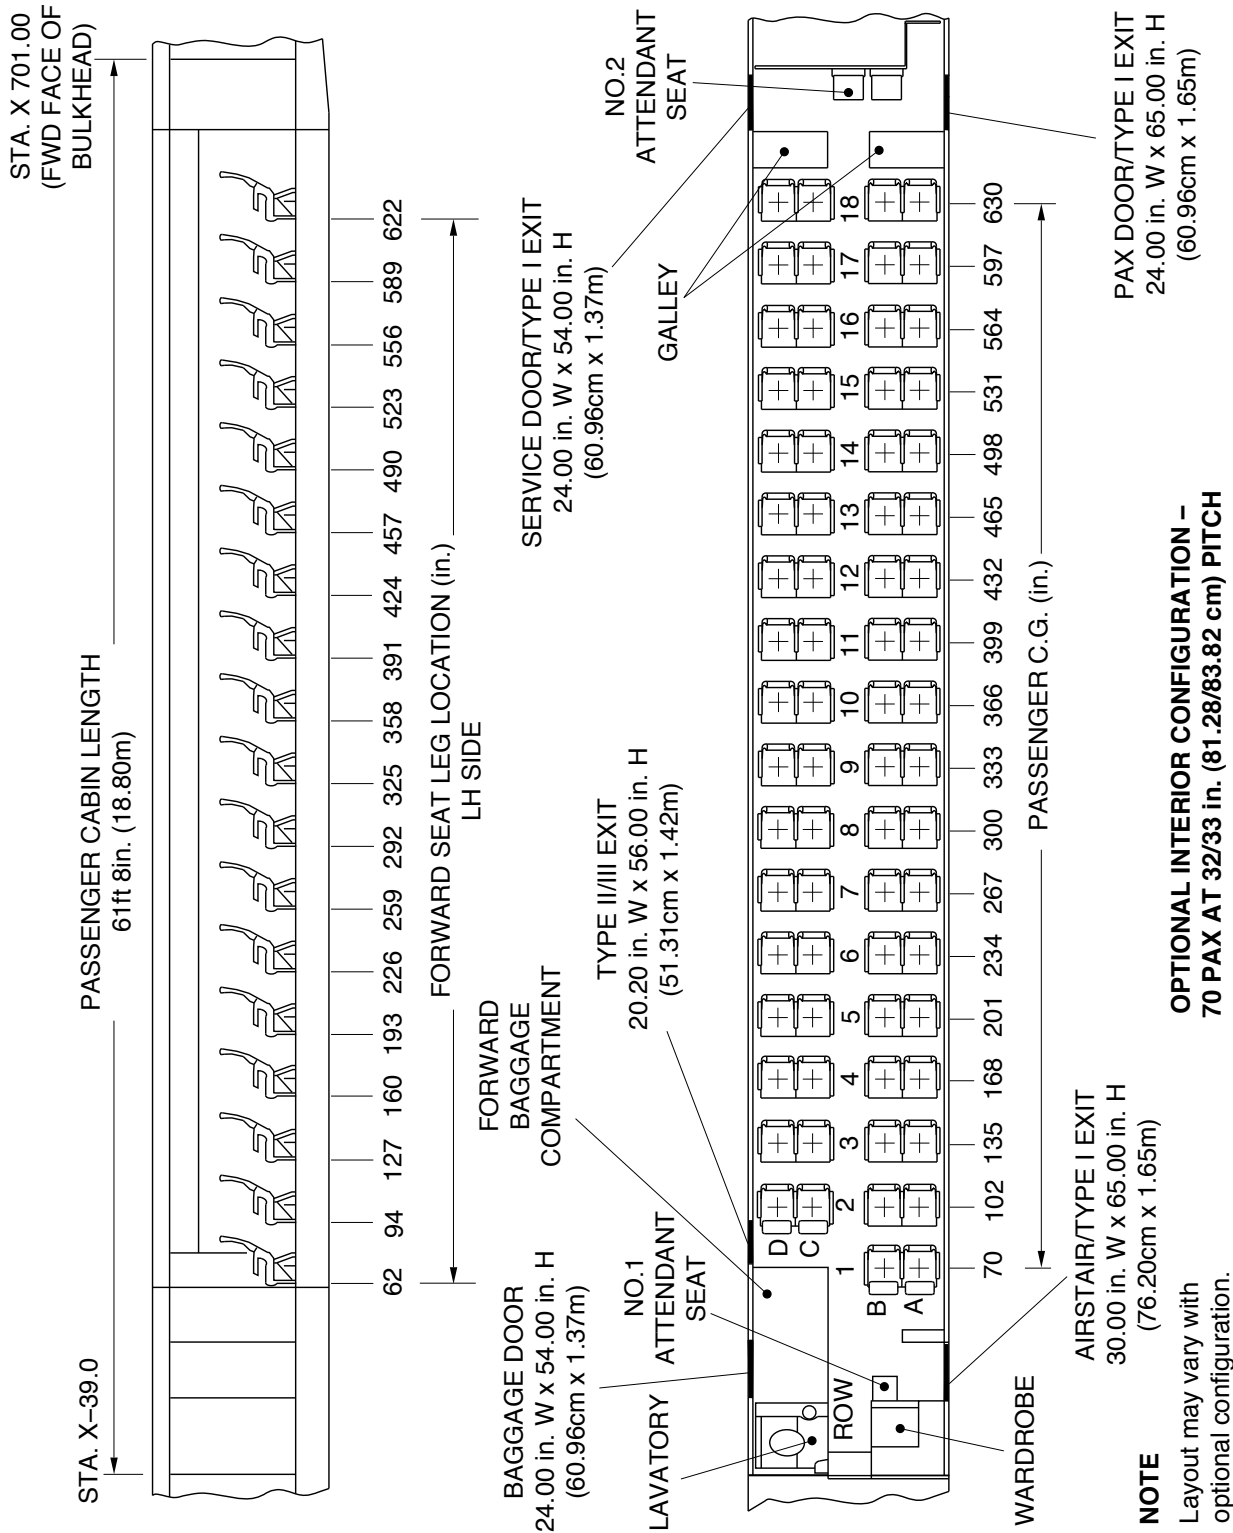 STA. X–39.0
PASSENGER CABIN LENGTH
61ft 8in. (18.80m)
STA. X 701.00
(FWD FACE OF
BULKHEAD)
62
94
127
160
193
226
259
292
325
358
391
424
457
490
523
556
589
622
FORWARD SEAT LEG LOCATION (in.)
LH SIDE
BAGGAGE DOOR
24.00 in. W x 54.00 in. H
(60.96cm x 1.37m)
FORWARD
BAGGAGE
COMPARTMENT
SERVICE DOOR/TYPE I EXIT
24.00 in. W x 54.00 in. H
(60.96cm x 1.37m)
NO.2
ATTENDANT
SEAT
LAVATORY
NO.1
ATTENDANT
SEAT
TYPE II/III EXIT
20.20 in. W x 56.00 in. H
(51.31cm x 1.42m)
GALLEY
D
C
ROW
1
2
3
4
5
6
7
8
9
10
11
12
13
14
15
16
17
18
B
A
70
102
135
168
201
234
267
300
333
366
399
432
465
498
531
564
597
630
PASSENGER C.G. (in.)
WARDROBE
AIRSTAIR/TYPE I EXIT
30.00 in. W x 65.00 in. H
(76.20cm x 1.65m)
PAX DOOR/TYPE I EXIT
24.00 in. W x 65.00 in. H
(60.96cm x 1.65m)
NOTE
Layout may vary with
optional configuration.
OPTIONAL INTERIOR CONFIGURATION –
70 PAX AT 32/33 in. (81.28/83.82 cm) PITCH